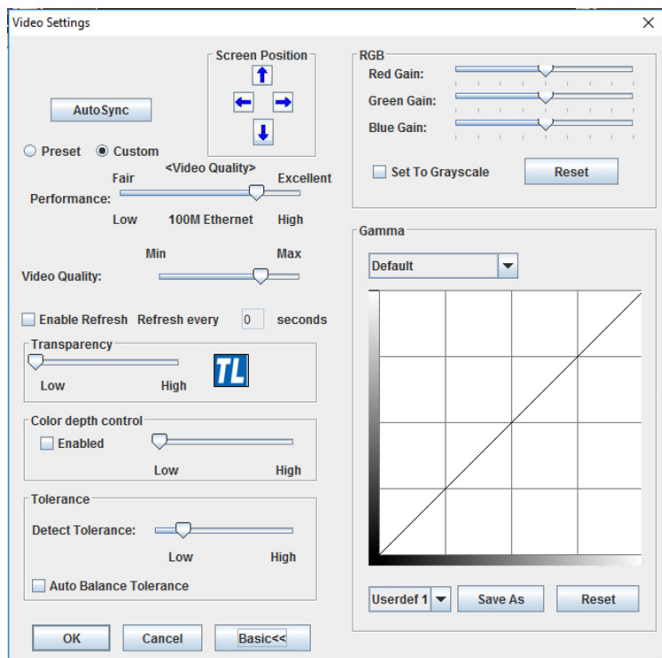 Video Settings
Screen Position
AutoSync
Preset
Custom
<Video Quality>
Fair
Excellent
Performance:
Low
100M Ethernet
High
Min
Max
Video Quality:
Enable Refresh
Refresh every
0
seconds
Transparency
TL
Low
High
Color depth control
Enabled
Low
High
Tolerance
Detect Tolerance:
Low
High
Auto Balance Tolerance
OK
Cancel
Basic<<
RGB
Red Gain:
Green Gain:
Blue Gain:
Set To Grayscale
Reset
Gamma
Default
Userdef 1
Save As
Reset